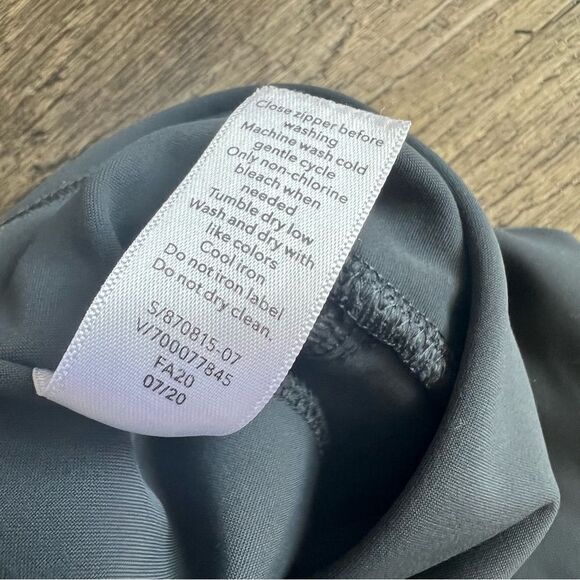 Close zipper before
washing
Machine wash cold
gentle cycle
Only non-chlorine
bleach when
needed
Tumble dry low
Wash and dry with
like colors
Cool iron
Do not iron label
Do not dry clean.
S/870815-07
V/700077845
FA20
07/20